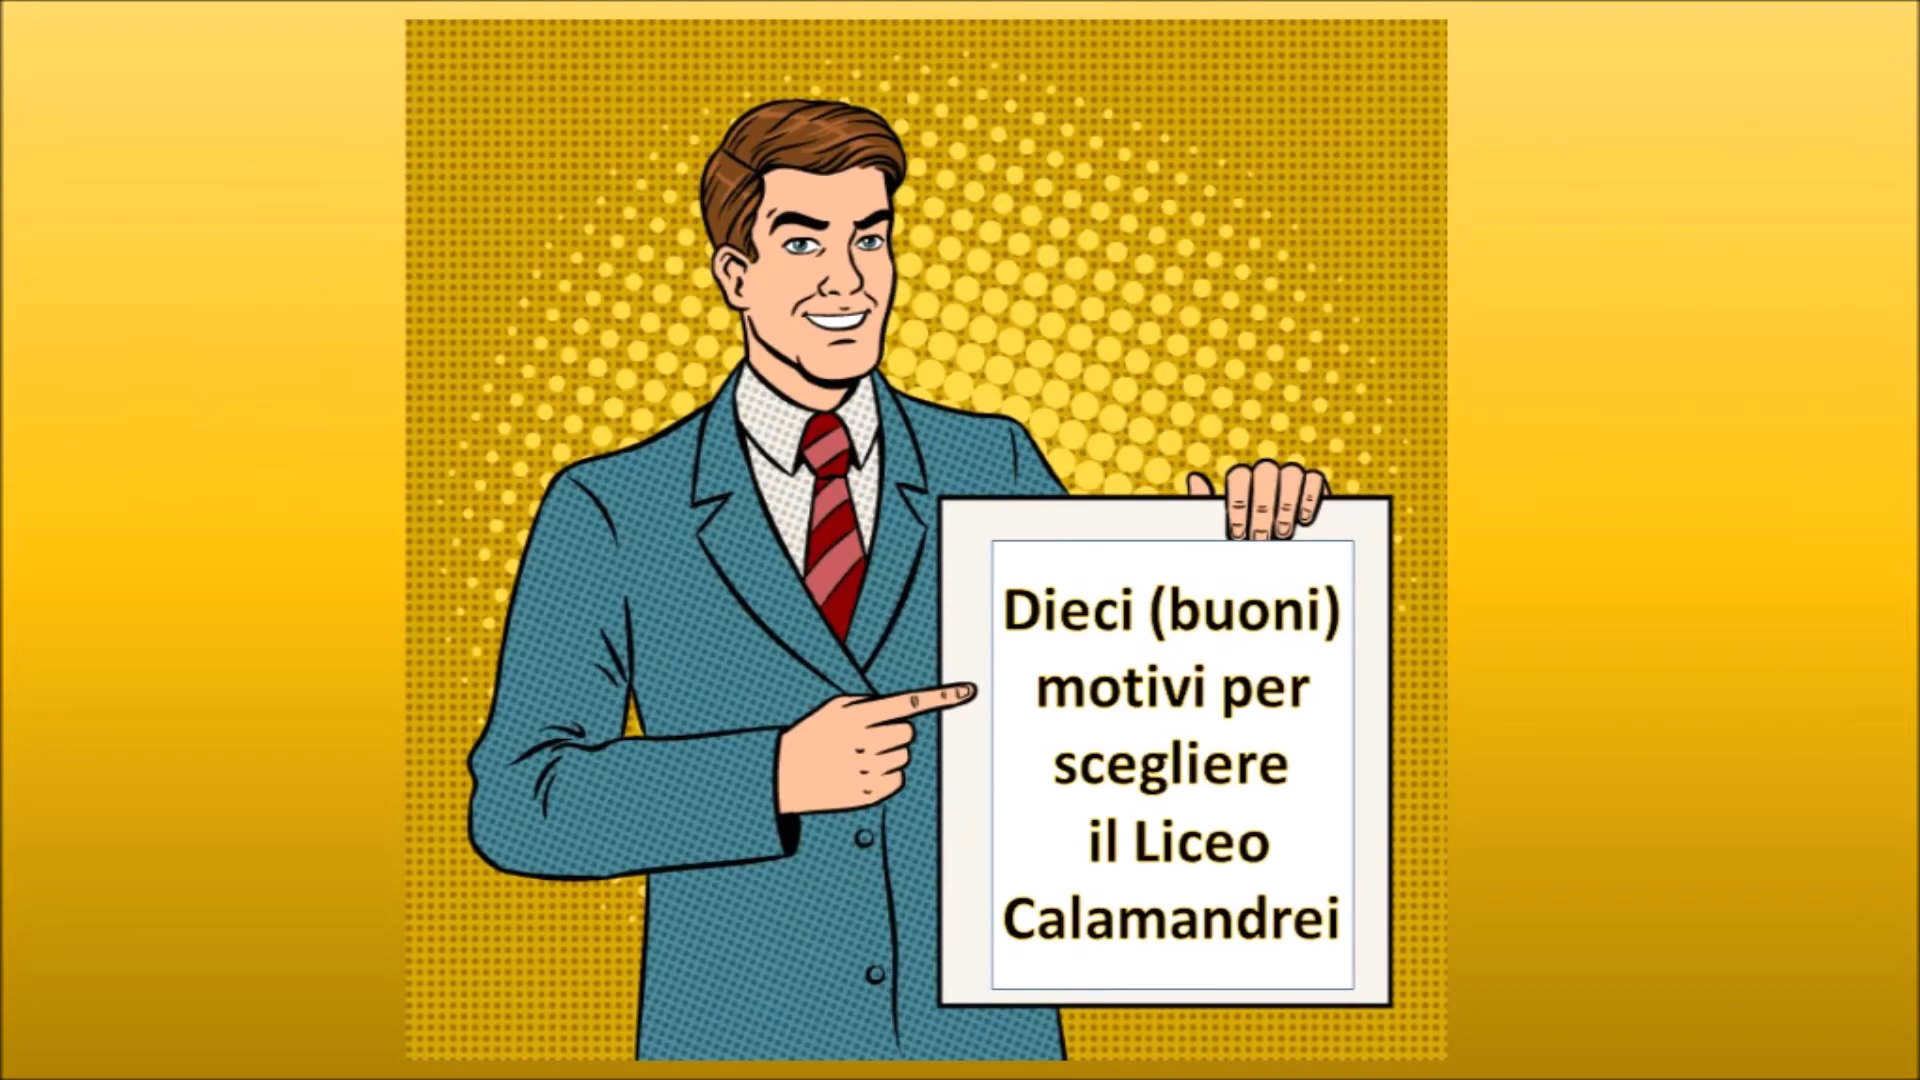 Dieci (buoni)
motivi per
scegliere
il Liceo
Calamandrei